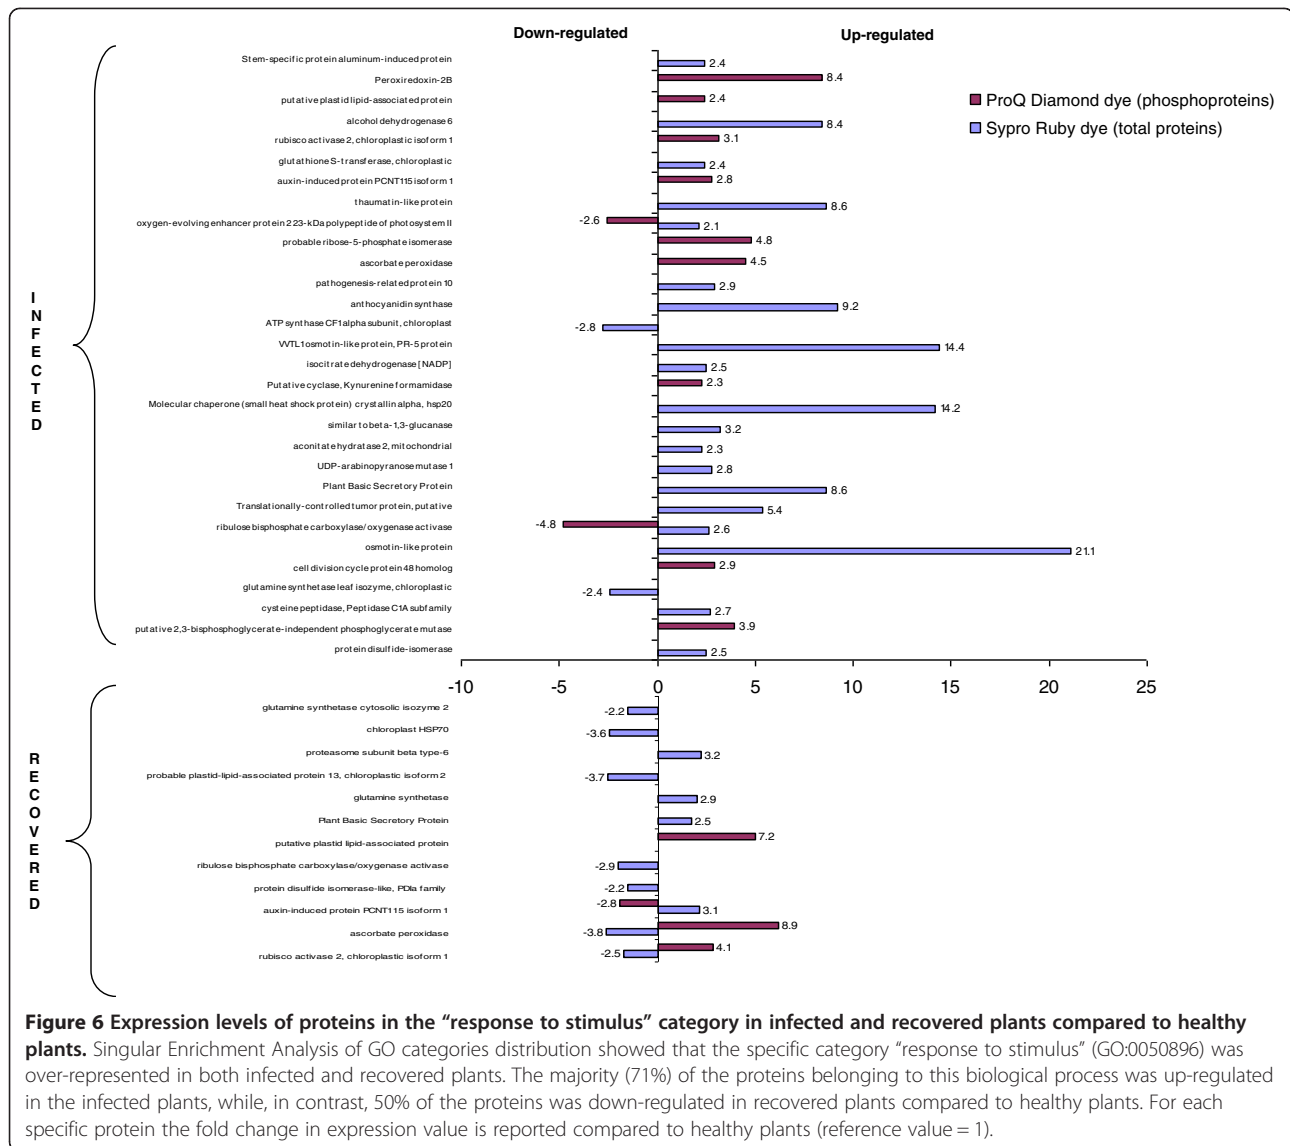 Down-regulated Up-regulated
Stem-specific protein aluminum-induced protein 2.4
Peroxiredoxin-2B 8.4
putative plastid lipid-associated protein 2.4
ProQ Diamond dye (phosphoproteins)
alcohol dehydrogenase 6 8.4
Sypro Ruby dye (total proteins)
rubisco activase 2, chloroplastic isoform 1 3.1
glutathione S-transferase, chloroplastic 2.4
auxin-induced protein PCNT115 isoform 1 2.8
thaumatin-like protein 8.6
oxygen-evolving enhancer protein 2 23-kDa polypeptide of photosystem II -2.6 2.1
probable ribose-5-phosphate isomerase 4.8
ascorbate peroxidase 4.5
pathogenesis-related protein 10 2.9
anthocyanidin synthase 9.2
ATP synthase CF1 alpha subunit, chloroplast -2.8
VVTL1 osmotin-like protein, PR-5 protein 14.4
isocitrate dehydrogenase [NADP] 2.5
Putative cyclase, Kynurenine formamidase 2.3
Molecular chaperone (small heat shock protein) crystallin alpha, hsp20 14.2
similar to beta-1,3-glucanase 3.2
aconitate hydratase 2, mitochondrial 2.3
UDP-arabinopyranose mutase 1 2.8
Plant Basic Secretory Protein 8.6
Translationally-controlled tumor protein, putative 5.4
ribulose bisphosphate carboxylase/oxygenase activase -4.8 2.6
osmotin-like protein 21.1
cell division cycle protein 48 homolog 2.9
glutamine synthetase leaf isozyme, chloroplastic -2.4
cysteine peptidase, Peptidase C1A subfamily 2.7
putative 2,3-bisphosphoglycerate-independent phosphoglycerate mutase 3.9
protein disulfide-isomerase 2.5
INFECTED
-10 -5 0 5 10 15 20 25
glutamine synthetase cytosolic isozyme 2 -2.2
chloroplast HSP70 -3.6
proteasome subunit beta type-6 3.2
probable plastid-lipid-associated protein 13, chloroplastic isoform 2 -3.7
glutamine synthetase 2.9
Plant Basic Secretory Protein 2.5
putative plastid lipid-associated protein 7.2
ribulose bisphosphate carboxylase/oxygenase activase -2.9
protein disulfide isomerase-like, PDIa family -2.2
auxin-induced protein PCNT115 isoform 1 -2.8 3.1
ascorbate peroxidase -3.8 8.9
rubisco activase 2, chloroplastic isoform 1 -2.5 4.1
RECOVERED
Figure 6 Expression levels of proteins in the “response to stimulus” category in infected and recovered plants compared to healthy
plants. Singular Enrichment Analysis of GO categories distribution showed that the specific category “response to stimulus” (GO:0050896) was
over-represented in both infected and recovered plants. The majority (71%) of the proteins belonging to this biological process was up-regulated
in the infected plants, while, in contrast, 50% of the proteins was down-regulated in recovered plants compared to healthy plants. For each
specific protein the fold change in expression value is reported compared to healthy plants (reference value = 1).